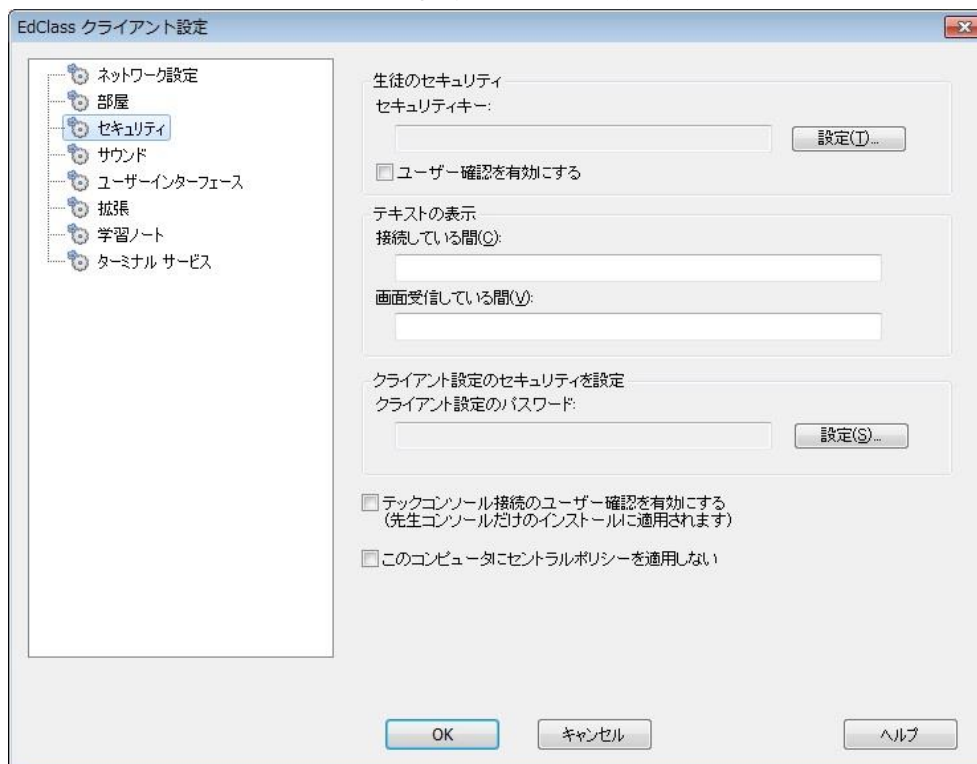 EdClass クライアント設定
ネットワーク設定
部屋
セキュリティ
サウンド
ユーザーインターフェース
拡張
学習ノート
ターミナル サービス
生徒のセキュリティ
セキュリティキー:
設定(T)...
ユーザー確認を有効にする
テキストの表示
接続している間(C):
画面受信している間(V):
クライアント設定のセキュリティを設定
クライアント設定のパスワード:
設定(S)...
テックコンソール接続のユーザー確認を有効にする
(先生コンソールだけのインストールに適用されます)
このコンピュータにセントラルポリシーを適用しない
OK
キャンセル
ヘルプ